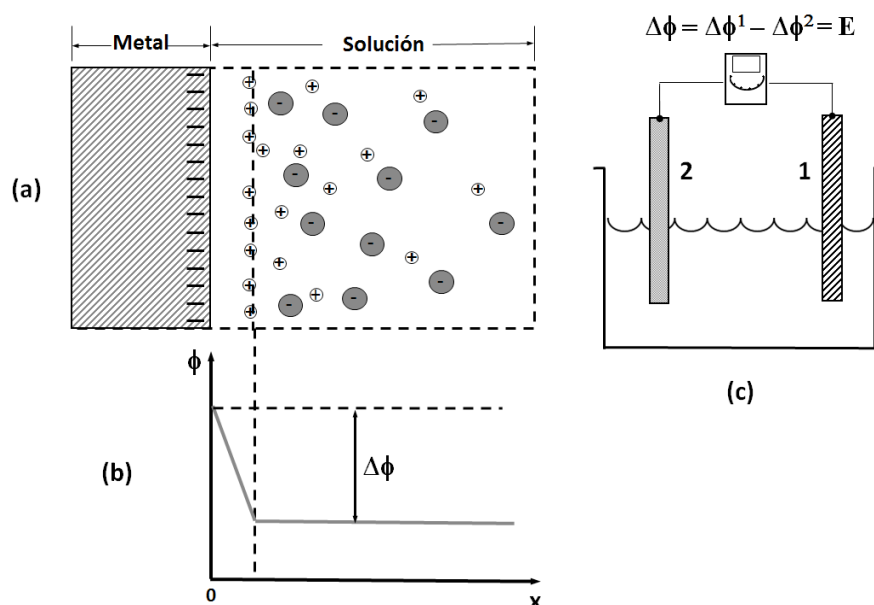 Metal
Solución
(a)
ϕ
Δϕ
(b)
0
x
Δϕ = Δϕ¹ – Δϕ² = E
2
1
(c)